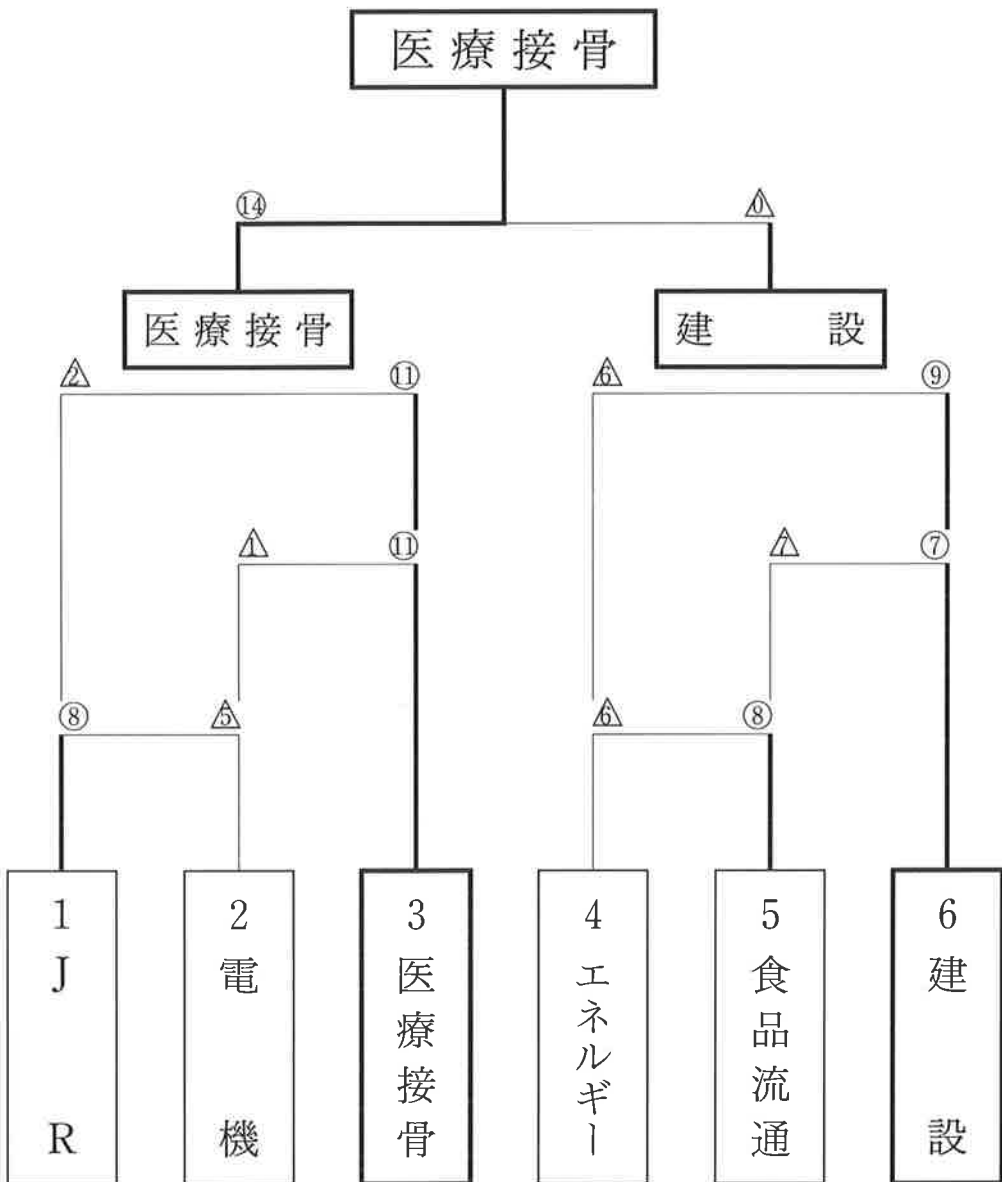 医療接骨
⑭ 0
医療接骨 建設
2 ⑪ 6 ⑨
1 ⑪ 7 ⑦
⑧ 5 6 ⑧
1 JR
2 電機
3 医療接骨
4 エネルギー
5 食品流通
6 建設